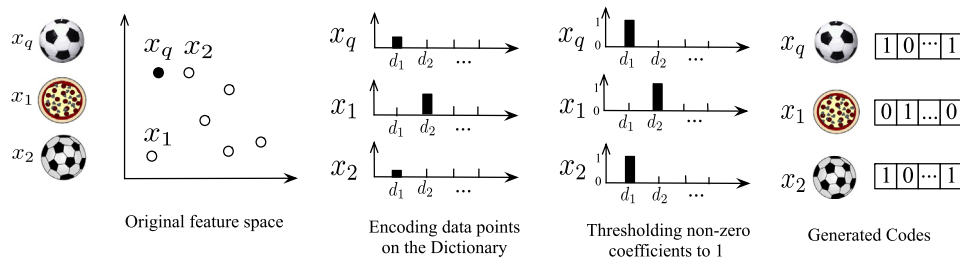 x_q
x_1
x_2
x_q x_2
x_1
Original feature space
x_q
d_1 d_2 ...
x_1
d_1 d_2 ...
x_2
d_1 d_2 ...
Encoding data points
on the Dictionary
x_q 1 0
d_1 d_2 ...
x_1 1 0
d_1 d_2 ...
x_2 1 0
d_1 d_2 ...
Thresholding non-zero
coefficients to 1
x_q 1 0 ... 1
x_1 0 1 ... 0
x_2 1 0 ... 1
Generated Codes